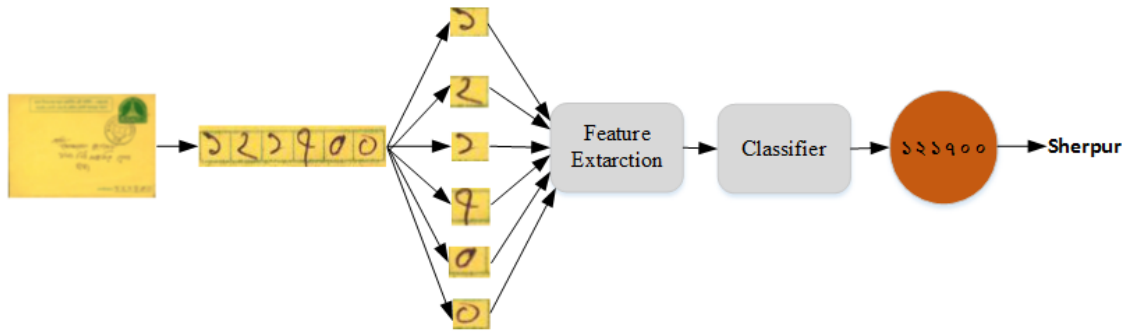 ১২১৭০০
১
২
১
৭
০
০
Feature
Extarction
Classifier
১২১৭০০
Sherpur